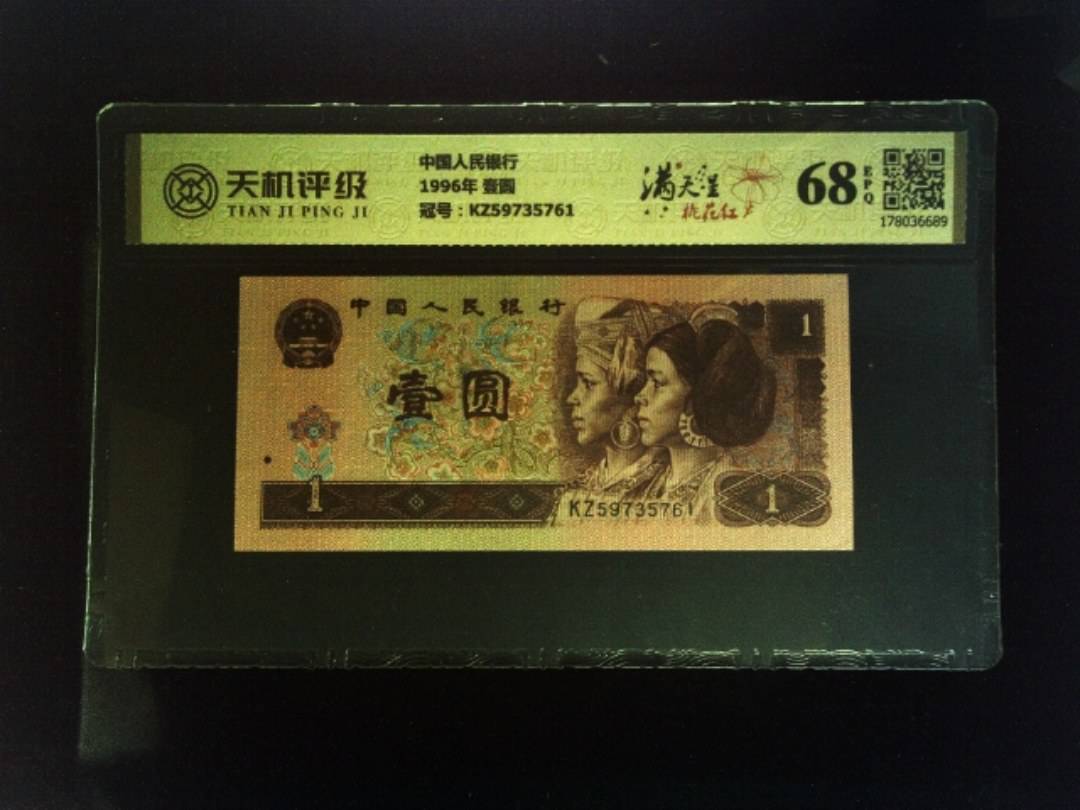 天机评级
TIAN JI PING JI
中国人民银行
1996年 壹圆
冠号：KZ59735761
满天星
桃花红
68
EPQ
178036689
中国人民银行
1
壹圆
1
KZ59735761
1